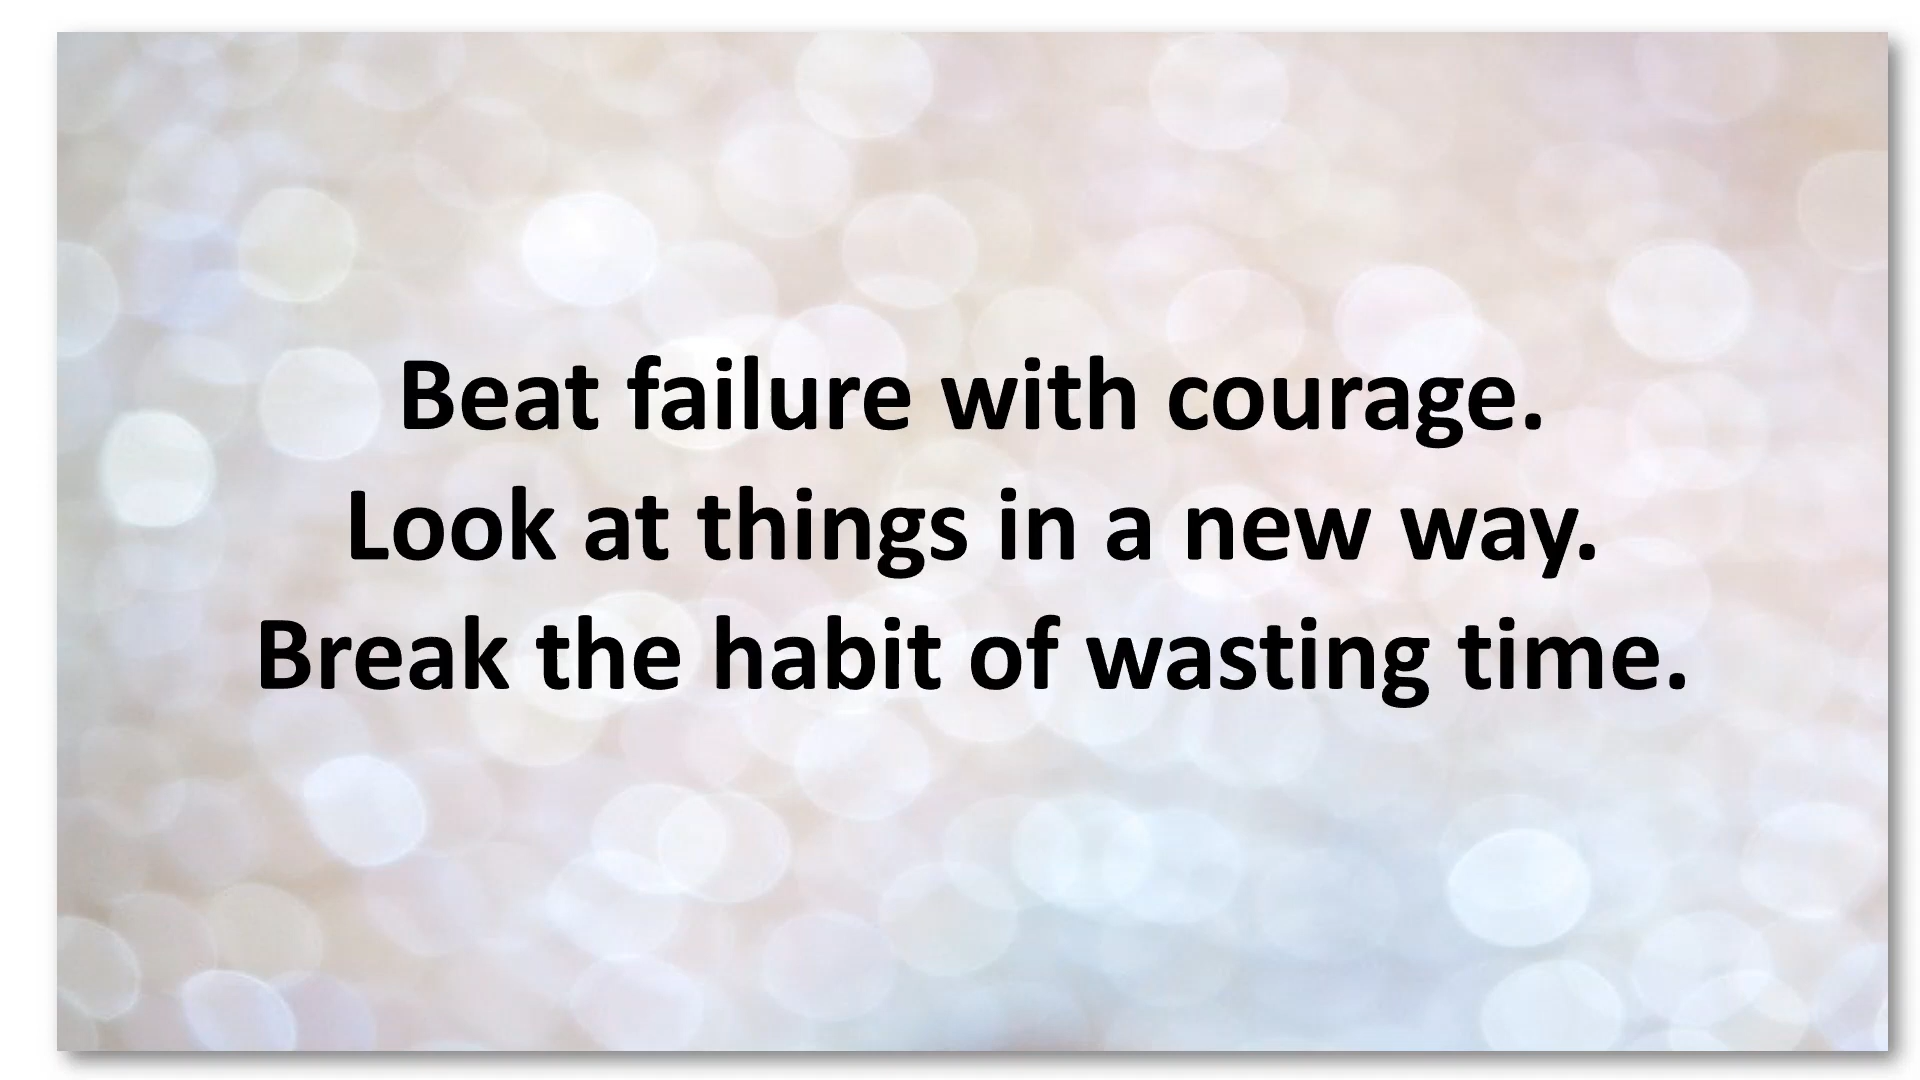 Beat failure with courage.
Look at things in a new way.
Break the habit of wasting time.